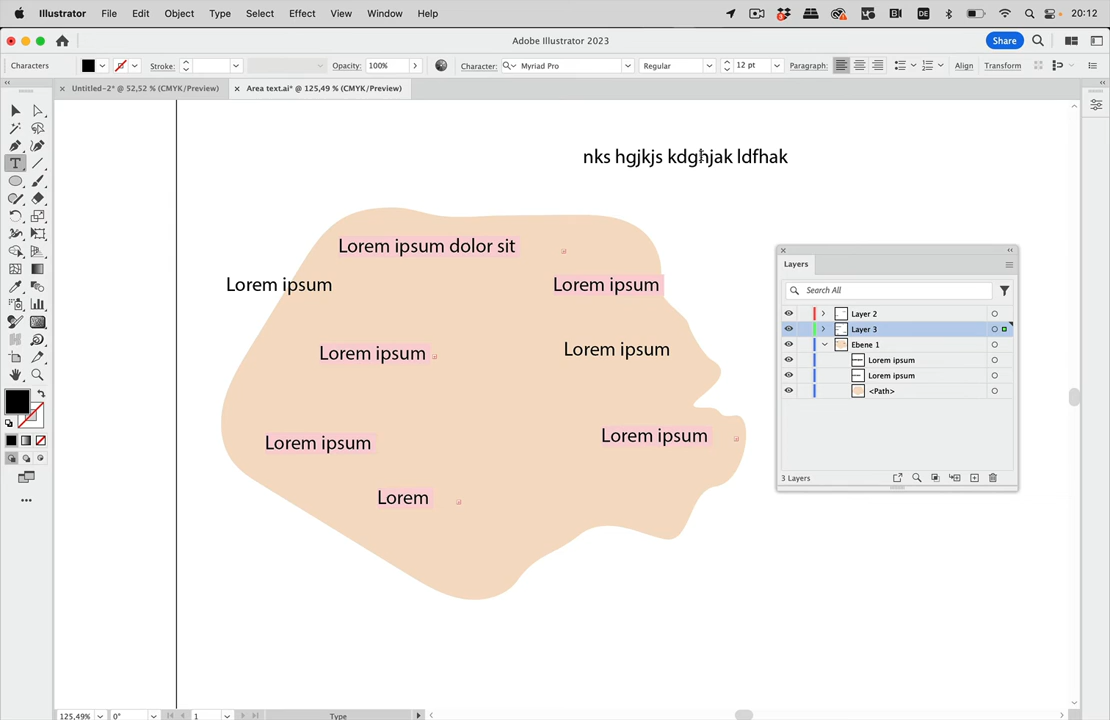 Illustrator File Edit Object Type Select Effect View Window Help 20:12
Adobe Illustrator 2023 Share
Characters Stroke: Opacity: 100% Character: Myriad Pro Regular 12 pt Paragraph: Align Transform
Untitled-2* @ 52,52 % (CMYK/Preview) Area text.ai* @ 125,49 % (CMYK/Preview)
nks hgjkjs kdghjak ldfhak
Lorem ipsum dolor sit
Lorem ipsum
Lorem ipsum
Lorem ipsum
Lorem ipsum
Lorem ipsum
Lorem ipsum
Lorem
Layers
Search All
Layer 2
Layer 3
Ebene 1
Lorem ipsum
Lorem ipsum
<Path>
3 Layers
125,49% 0° 1 Type